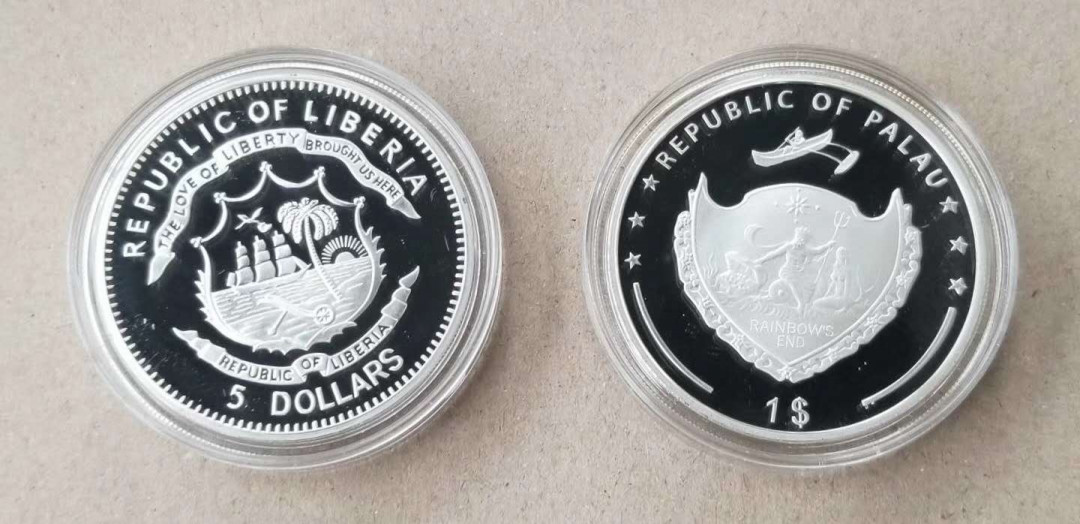 REPUBLIC OF LIBERIA
THE LOVE OF LIBERTY BROUGHT US HERE
REPUBLIC OF LIBERIA
5 DOLLARS
REPUBLIC OF PALAU
RAINBOW'S
END
1$